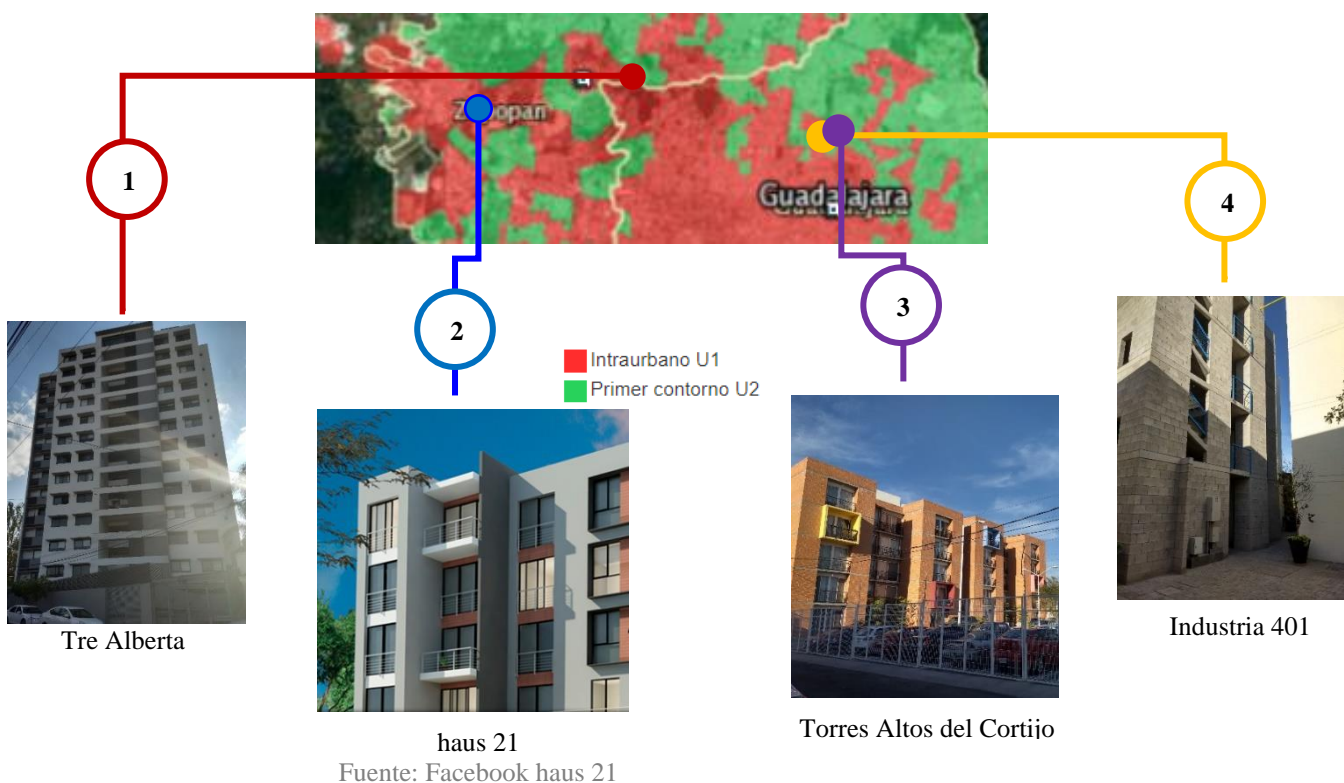 Zapopan
Guadalajara
1
2
3
4
Intraurbano U1
Primer contorno U2
Tre Alberta
haus 21
Fuente: Facebook haus 21
Torres Altos del Cortijo
Industria 401